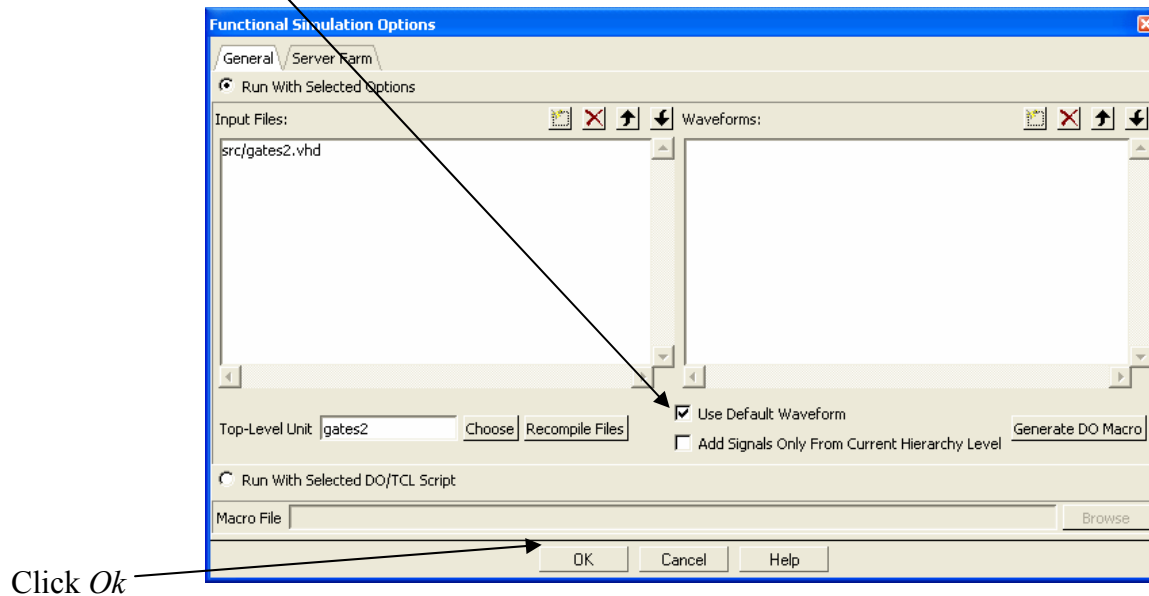 Functional Simulation Options
General Server Farm
Run With Selected Options
Input Files: Waveforms:
src/gates2.vhd
Use Default Waveform
Top-Level Unit gates2 Choose Recompile Files Generate DO Macro
Add Signals Only From Current Hierarchy Level
Run With Selected DO/TCL Script
Macro File Browse
OK Cancel Help
Click Ok